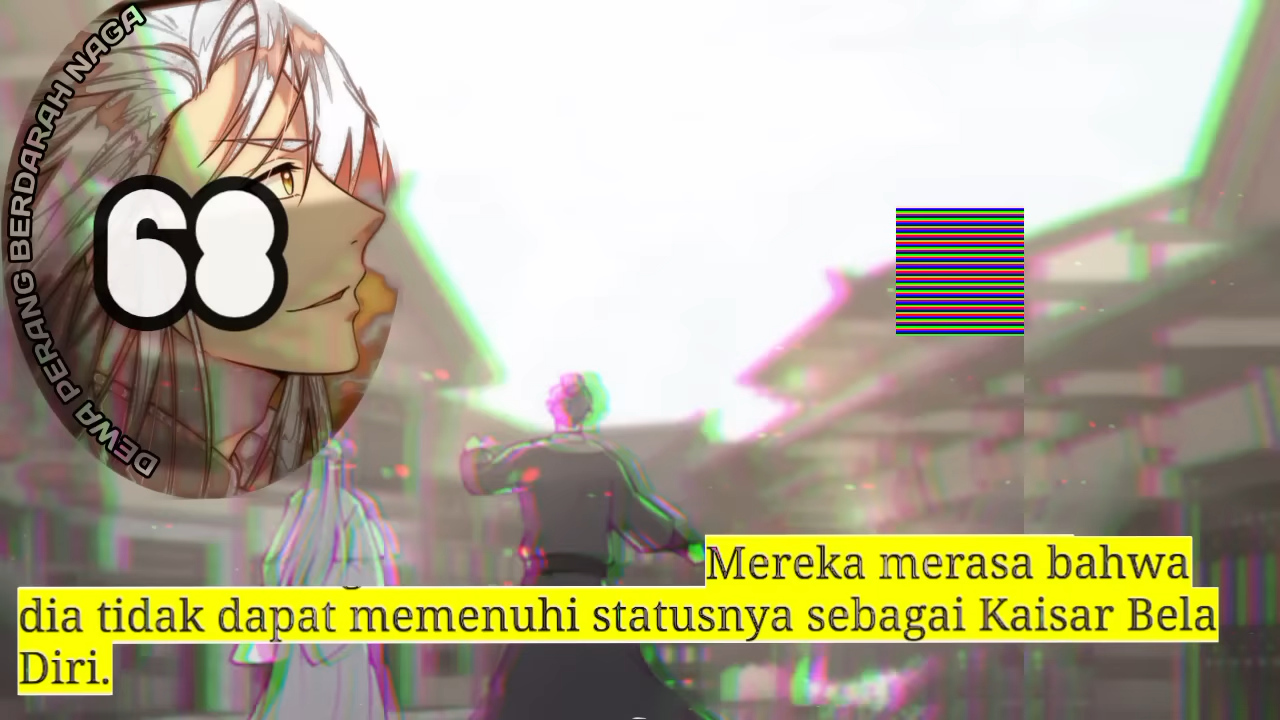 DEWA PERANG BERDARAH NAGA
68
Mereka merasa bahwa
dia tidak dapat memenuhi statusnya sebagai Kaisar Bela
Diri.